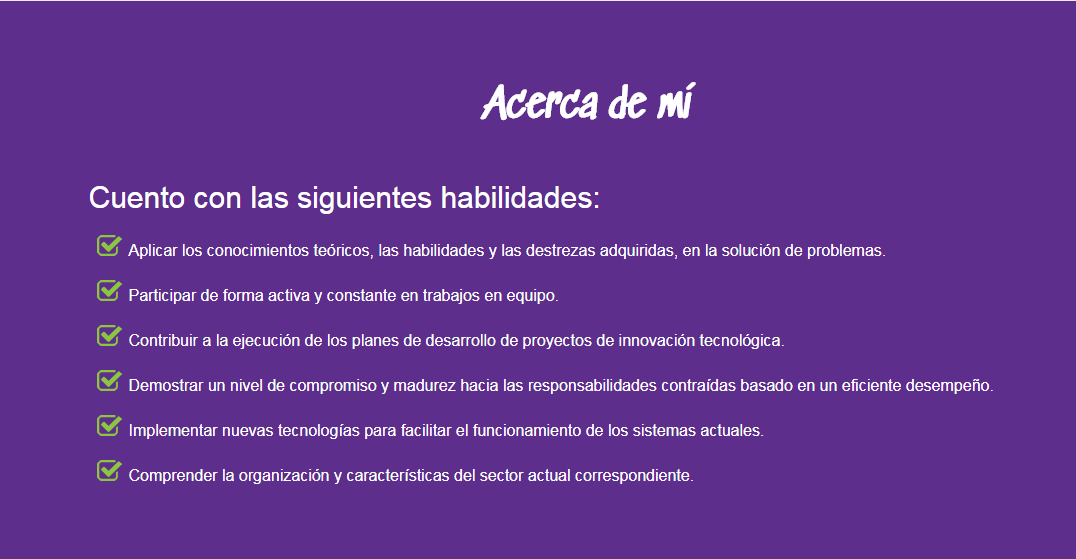 Acerca de mí
Cuento con las siguientes habilidades:
Aplicar los conocimientos teóricos, las habilidades y las destrezas adquiridas, en la solución de problemas.
Participar de forma activa y constante en trabajos en equipo.
Contribuir a la ejecución de los planes de desarrollo de proyectos de innovación tecnológica.
Demostrar un nivel de compromiso y madurez hacia las responsabilidades contraídas basado en un eficiente desempeño.
Implementar nuevas tecnologías para facilitar el funcionamiento de los sistemas actuales.
Comprender la organización y características del sector actual correspondiente.